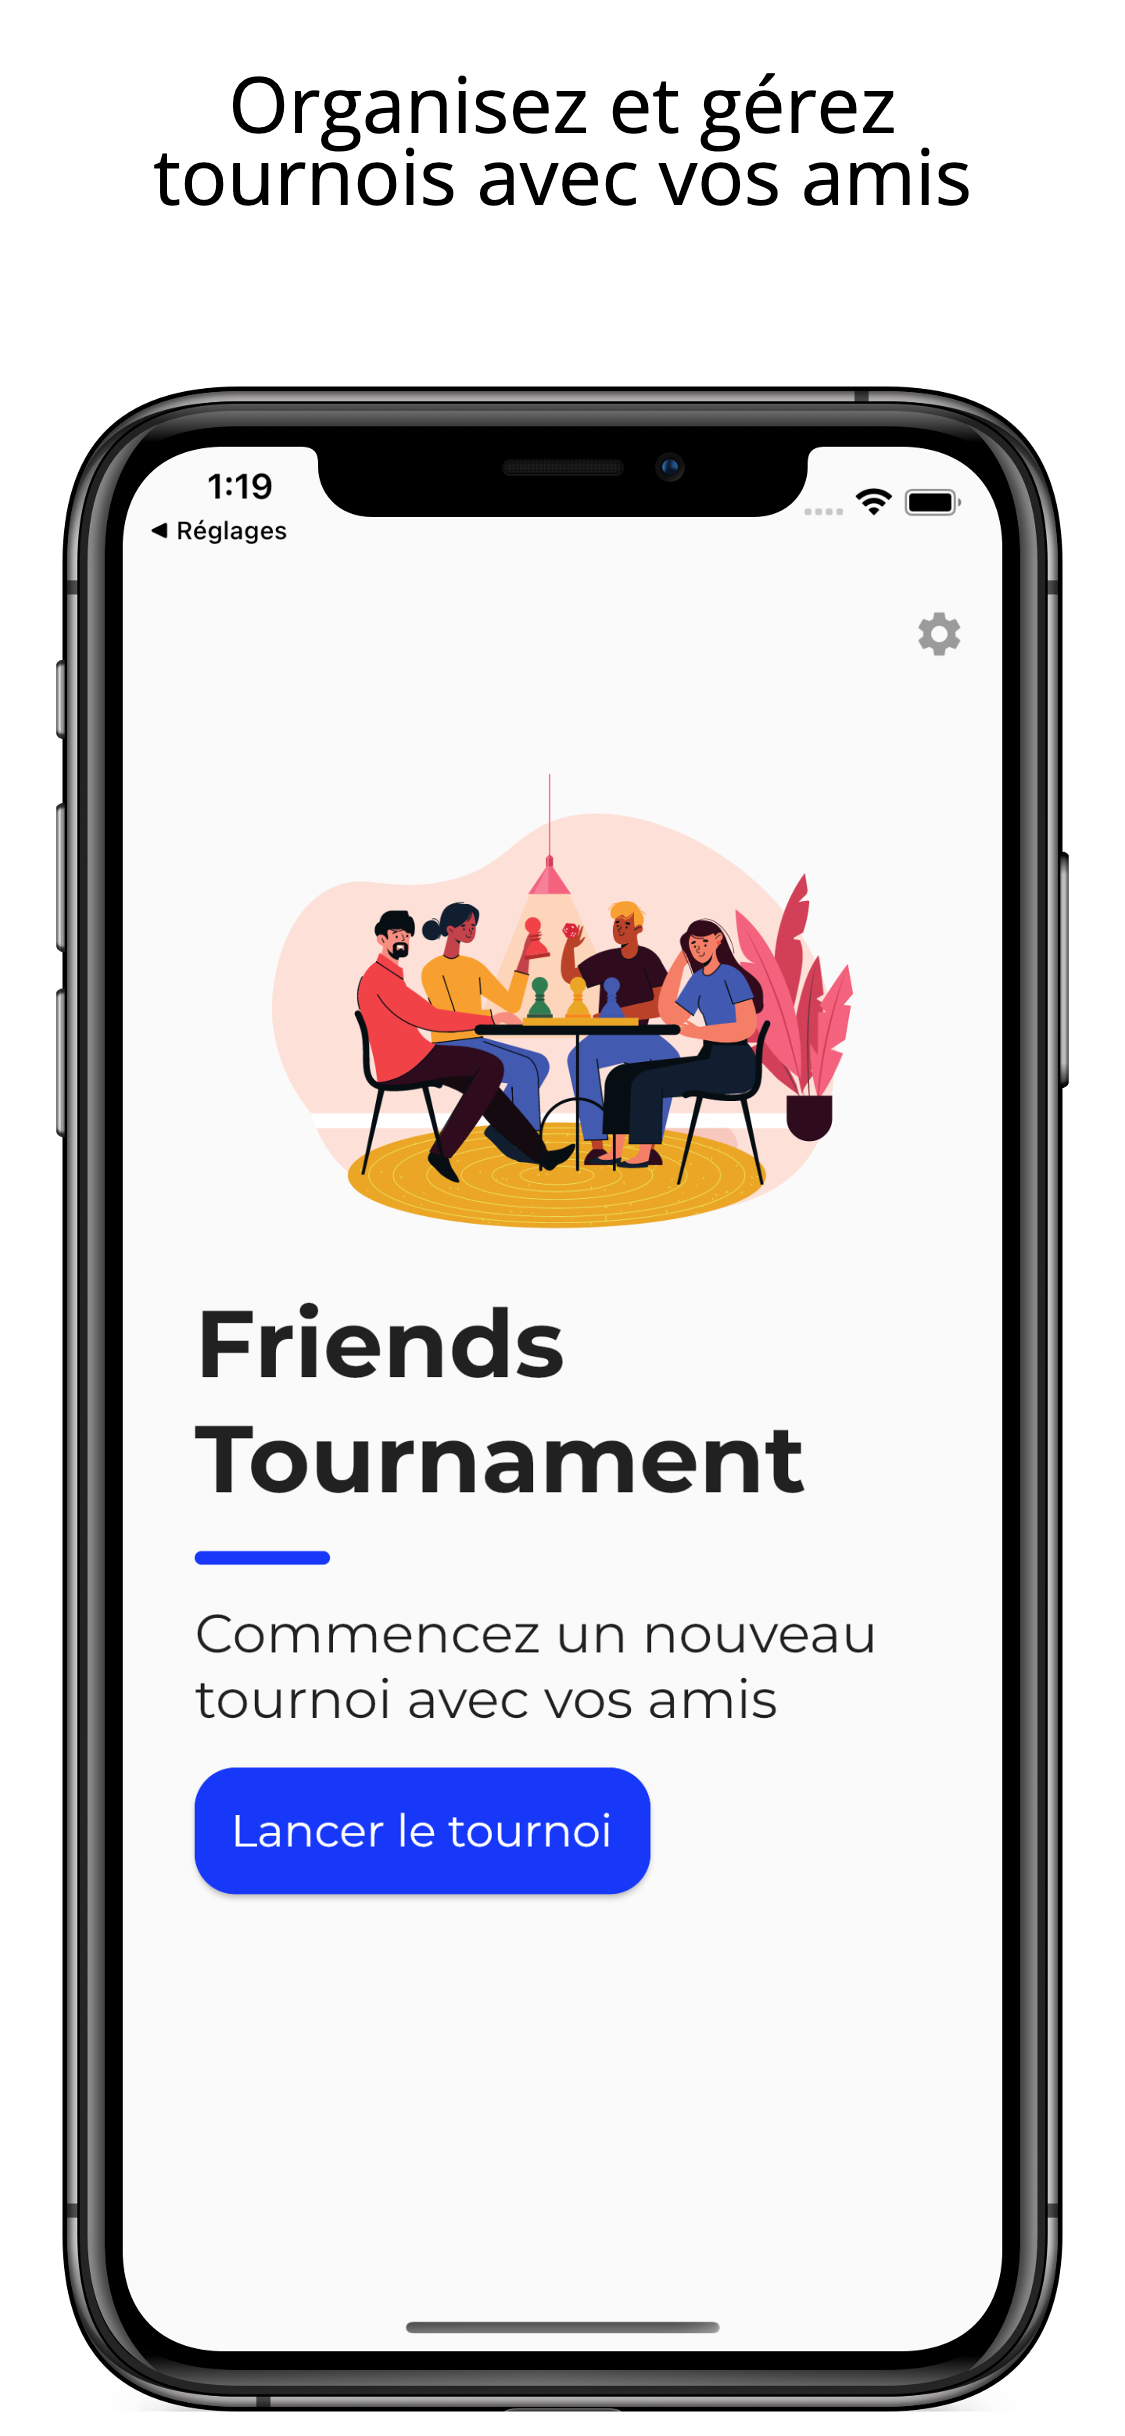 Organisez et gérez
tournois avec vos amis
1:19
◀ Réglages
Friends
Tournament
Commencez un nouveau
tournoi avec vos amis
Lancer le tournoi